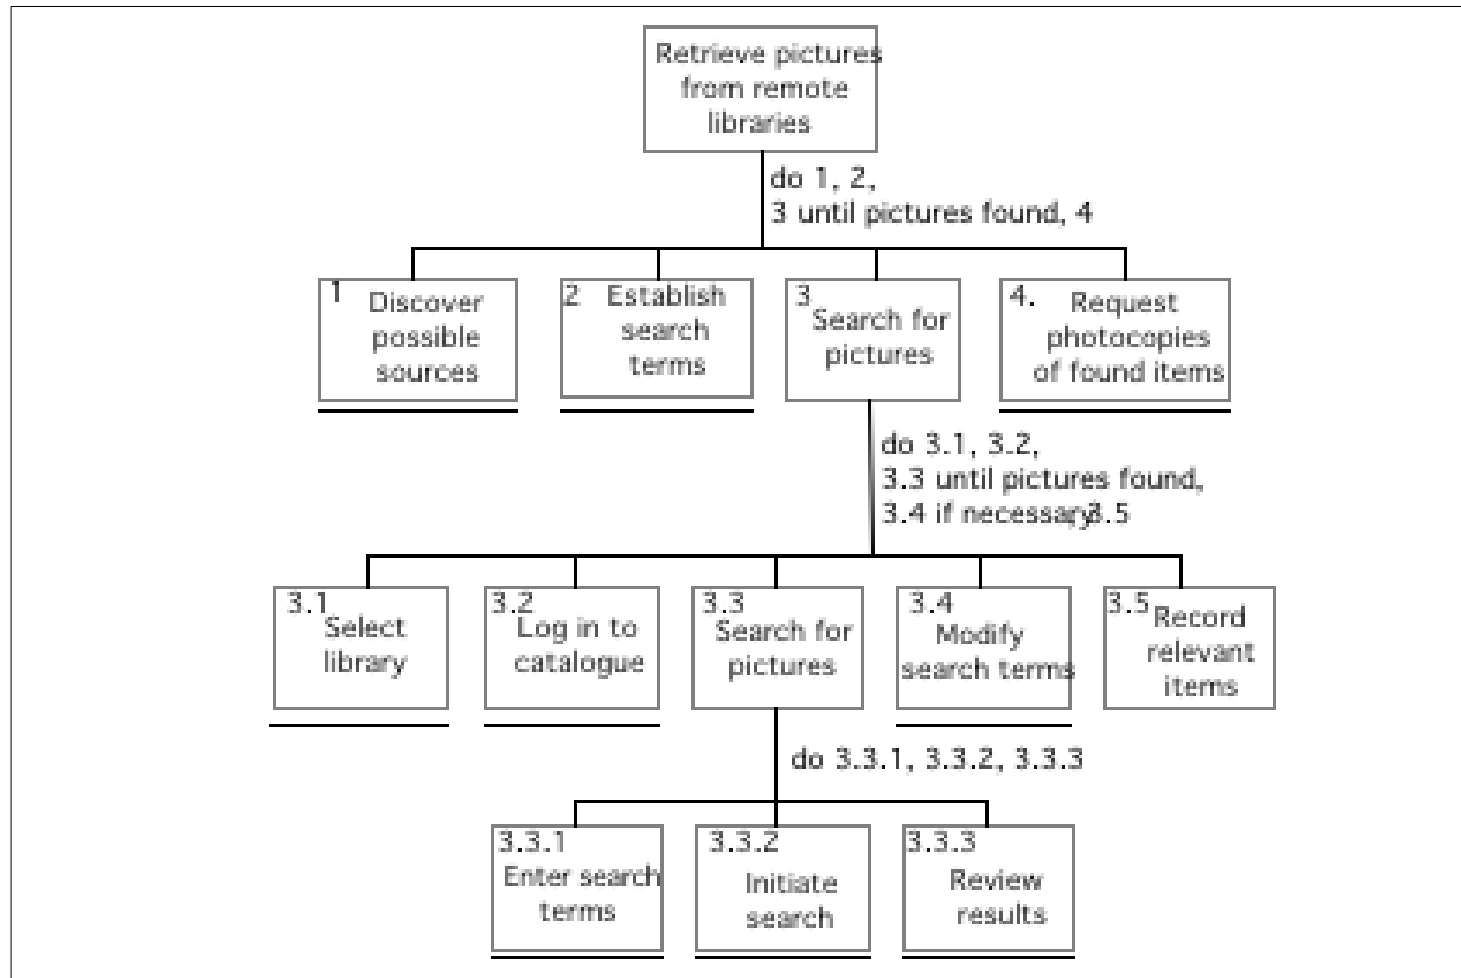 Retrieve pictures
from remote
libraries
do 1, 2,
3 until pictures found, 4
1 Discover
possible
sources
2 Establish
search
terms
3 Search for
pictures
4. Request
photocopies
of found items
do 3.1, 3.2,
3.3 until pictures found,
3.4 if necessary, 3.5
3.1 Select
library
3.2 Log in to
catalogue
3.3 Search for
pictures
3.4 Modify
search terms
3.5 Record
relevant
items
do 3.3.1, 3.3.2, 3.3.3
3.3.1
Enter search
terms
3.3.2
Initiate
search
3.3.3
Review
results